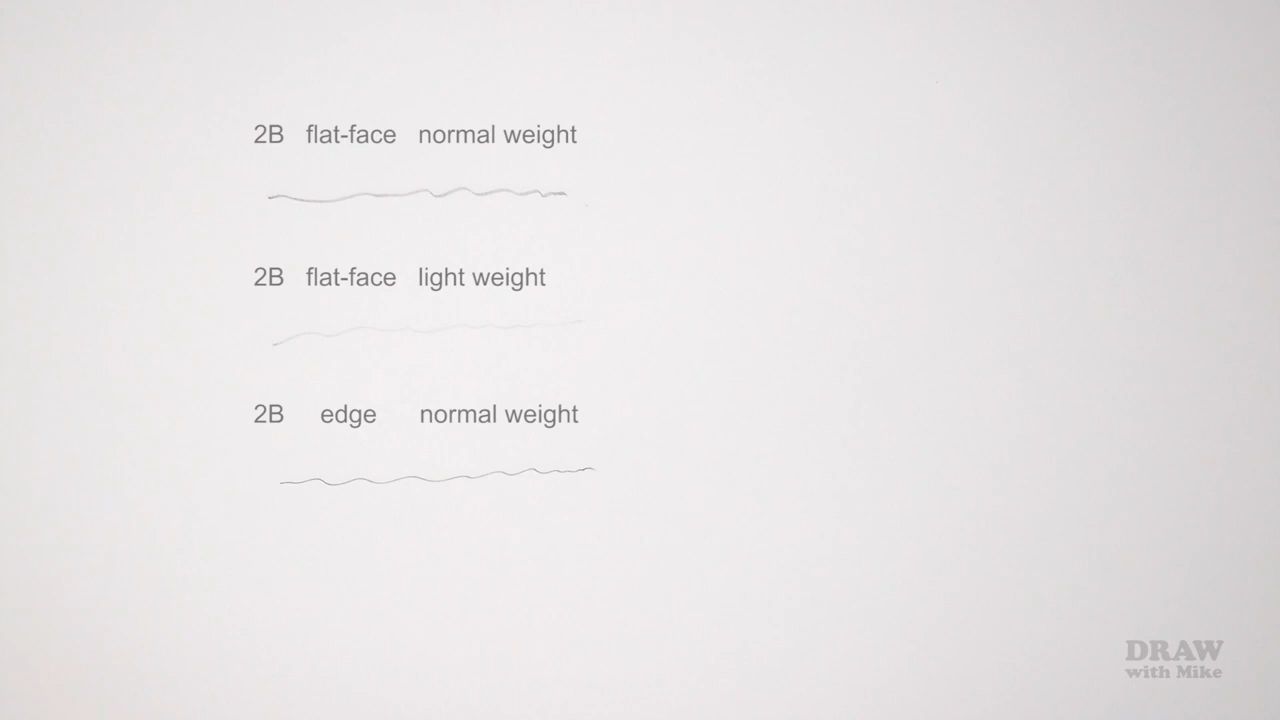 2B flat-face normal weight
2B flat-face light weight
2B edge normal weight
DRAW
with Mike